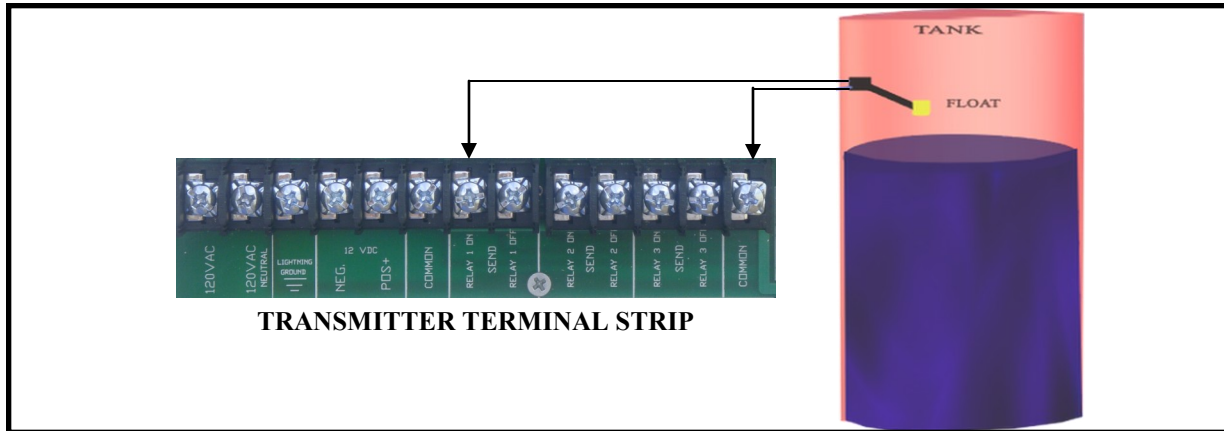 TANK
FLOAT
120VAC
120VAC
NEUTRAL
LIGHTNING
GROUND
12 VDC
NEG.
POS+
COMMON
RELAY 1 ON
SEND
RELAY 1 OFF
RELAY 2 ON
SEND
RELAY 2 OFF
RELAY 3 ON
SEND
RELAY 3 OFF
COMMON
TRANSMITTER TERMINAL STRIP